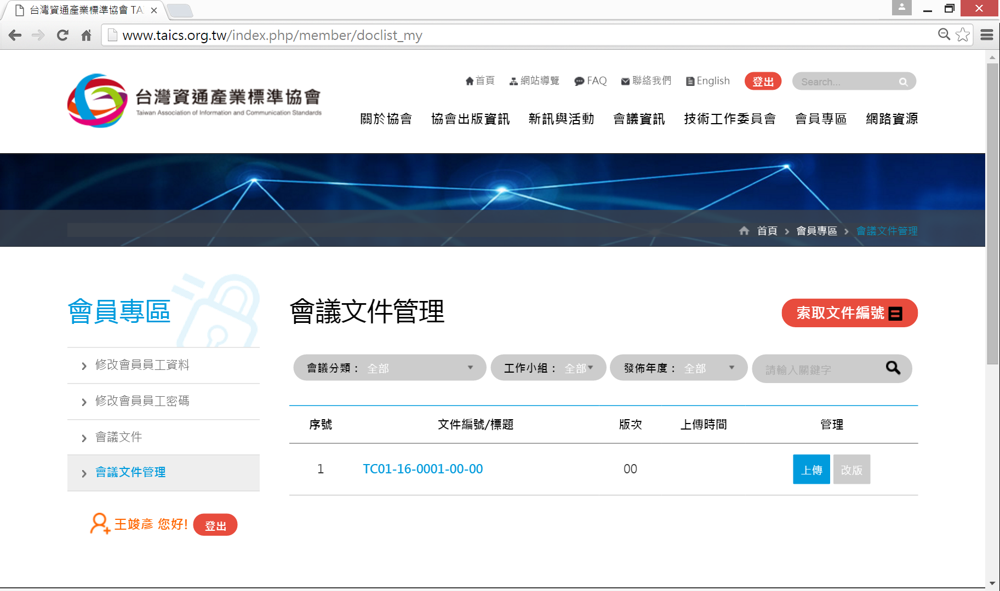 台灣資通產業標準協會 TA
www.taics.org.tw/index.php/member/doclist_my
首頁 網站導覽 FAQ 聯絡我們 English 登出 Search...
台灣資通產業標準協會
Taiwan Association of Information and Communication Standards
關於協會 協會出版資訊 新訊與活動 會議資訊 技術工作委員會 會員專區 網路資源
首頁 > 會員專區 > 會議文件管理
會員專區
修改會員員工資料
修改會員員工密碼
會議文件
會議文件管理
王竣彥 您好! 登出
會議文件管理
索取文件編號
會議分類： 全部 工作小組： 全部 發佈年度： 全部 請輸入關鍵字
序號 文件編號/標題 版次 上傳時間 管理
1 TC01-16-0001-00-00 00 上傳 改版